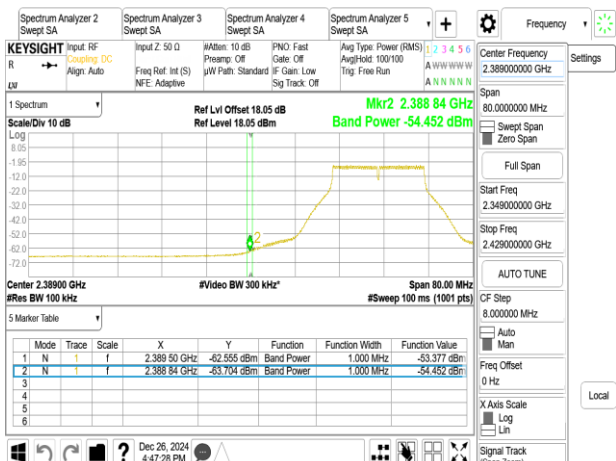 Spectrum Analyzer 2
Swept SA
Spectrum Analyzer 3
Swept SA
Spectrum Analyzer 4
Swept SA
Spectrum Analyzer 5
Swept SA
+
Frequency
KEYSIGHT
R
Input: RF
Coupling: DC
Align: Auto
Input Z: 50 Ω
Freq Ref: Int (S)
NFE: Adaptive
#Atten: 10 dB
Preamp: Off
µW Path: Standard
PNO: Fast
Gate: Off
IF Gain: Low
Sig Track: Off
Avg Type: Power (RMS)
Avg|Hold: 100/100
Trig: Free Run
1 2 3 4 5 6
A W W W W W
A N N N N N
1 Spectrum
Scale/Div 10 dB
Ref Lvl Offset 18.05 dB
Ref Level 18.05 dBm
Mkr2 2.388 84 GHz
Band Power -54.452 dBm
Log
8.05
-1.95
-12.0
-22.0
-32.0
-42.0
-52.0
-62.0
-72.0
2
Center 2.38900 GHz
#Res BW 100 kHz
#Video BW 300 kHz*
Span 80.00 MHz
#Sweep 100 ms (1001 pts)
5 Marker Table
Mode Trace Scale X Y Function Function Width Function Value
1 N 1 f 2.389 50 GHz -62.555 dBm Band Power 1.000 MHz -53.377 dBm
2 N 1 f 2.388 84 GHz -63.704 dBm Band Power 1.000 MHz -54.452 dBm
3
4
5
6
?
Dec 26, 2024
4:47:28 PM
Center Frequency
2.389000000 GHz
Span
80.0000000 MHz
Swept Span
Zero Span
Full Span
Start Freq
2.349000000 GHz
Stop Freq
2.429000000 GHz
AUTO TUNE
CF Step
8.000000 MHz
Auto
Man
Freq Offset
0 Hz
X Axis Scale
Log
Lin
Signal Track
Settings
Local